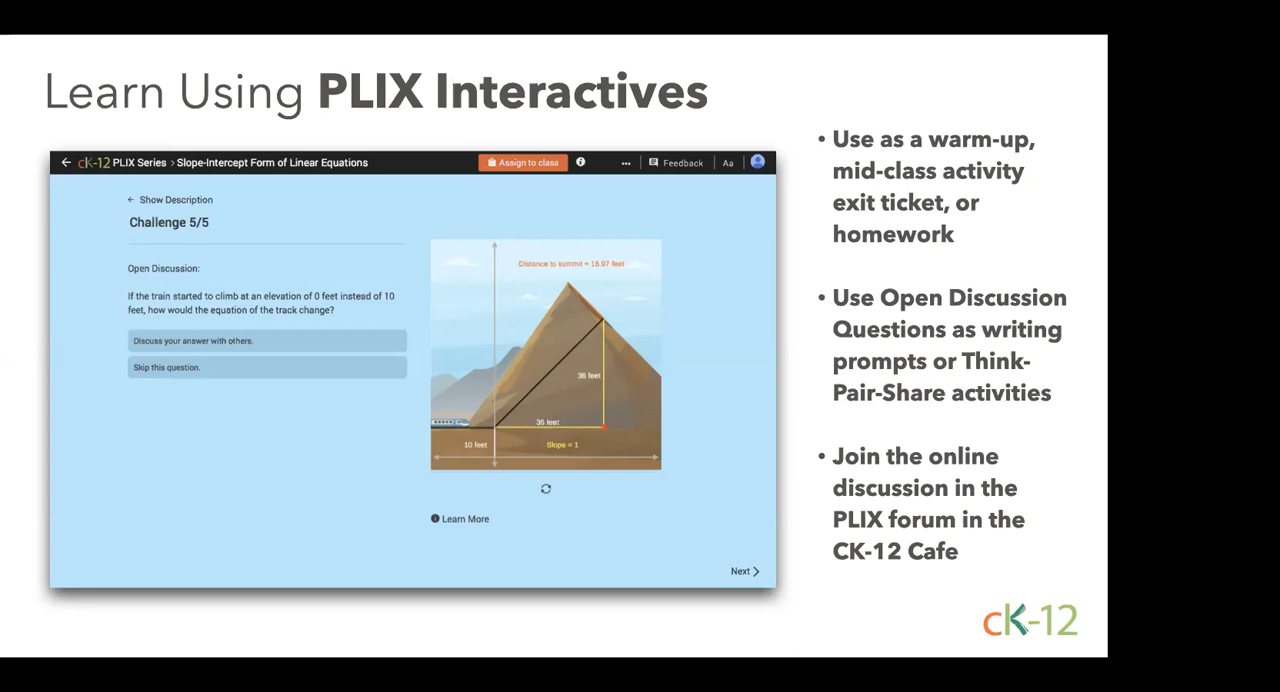 Learn Using PLIX Interactives
cK-12 PLIX Series > Slope-Intercept Form of Linear Equations
Assign to class
Feedback
Aa
Show Description
Challenge 5/5
Open Discussion:
If the train started to climb at an elevation of 0 feet instead of 10
feet, how would the equation of the track change?
Discuss your answer with others.
Skip this question.
Distance to summit = 16.97 feet
36 feet
36 feet
10 feet
Slope = 1
Learn More
Next
• Use as a warm-up,
mid-class activity
exit ticket, or
homework
• Use Open Discussion
Questions as writing
prompts or Think-
Pair-Share activities
• Join the online
discussion in the
PLIX forum in the
CK-12 Cafe
cK-12